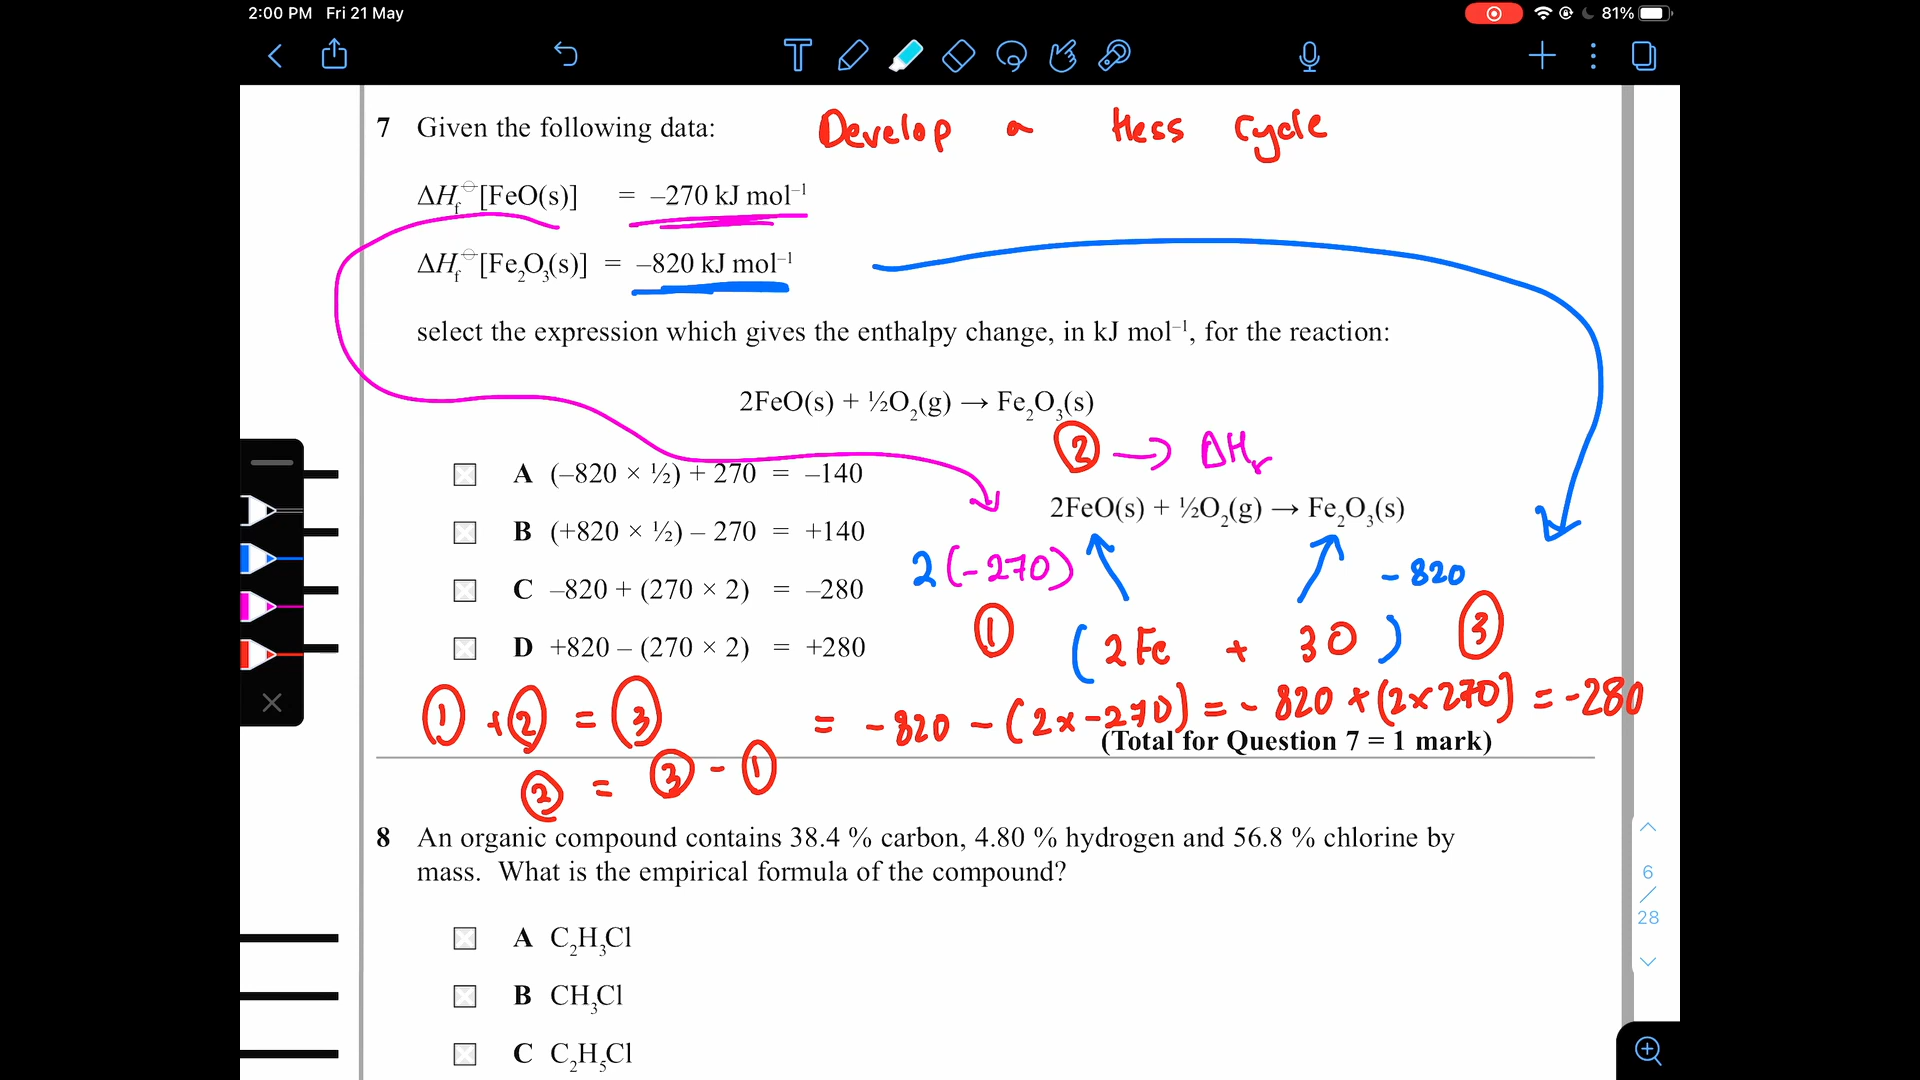 2:00 PM Fri 21 May 81%
7 Given the following data: Develop a Hess Cycle
ΔH_f^⊖[FeO(s)] = –270 kJ mol⁻¹
ΔH_f^⊖[Fe₂O₃(s)] = –820 kJ mol⁻¹
select the expression which gives the enthalpy change, in kJ mol⁻¹, for the reaction:
2FeO(s) + ½O₂(g) → Fe₂O₃(s)
② → ΔHr
A (–820 × ½) + 270 = –140
2FeO(s) + ½O₂(g) → Fe₂O₃(s)
B (+820 × ½) – 270 = +140
2(-270) -820
C –820 + (270 × 2) = –280
① (2Fe + 3O) ③
D +820 – (270 × 2) = +280
① + ② = ③ = -820 - (2x-270) = -820 + (2x270) = -280
(Total for Question 7 = 1 mark)
② = ③ - ①
8 An organic compound contains 38.4 % carbon, 4.80 % hydrogen and 56.8 % chlorine by
mass. What is the empirical formula of the compound?
6
/
28
A C₂H₃Cl
B CH₃Cl
C C₂H₅Cl